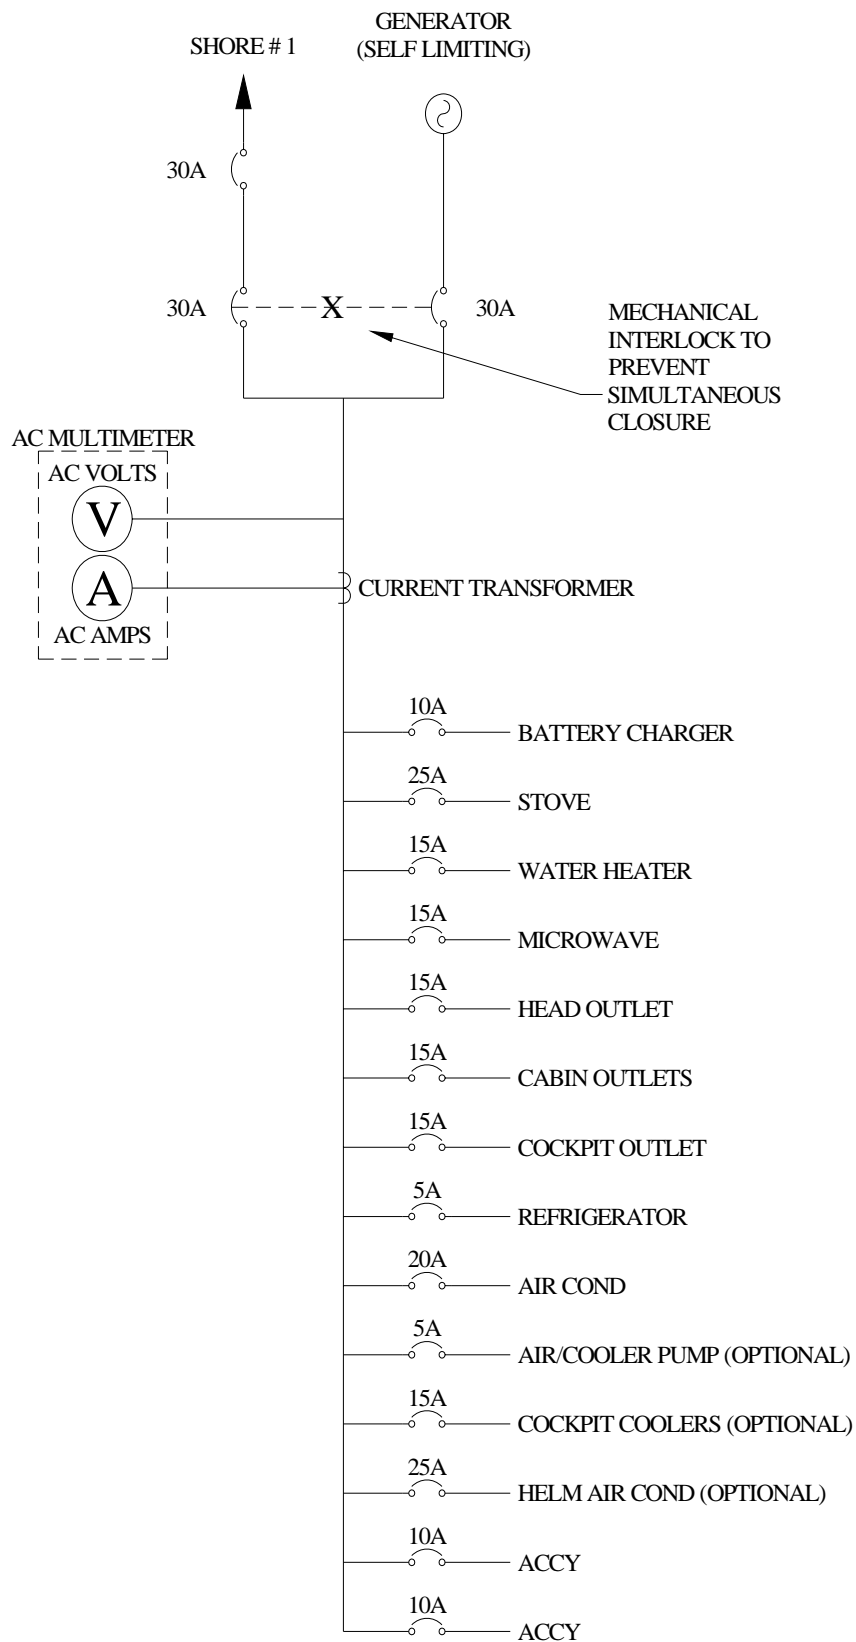 GENERATOR
(SELF LIMITING)
SHORE # 1
30A
30A
X
30A
MECHANICAL
INTERLOCK TO
PREVENT
SIMULTANEOUS
CLOSURE
AC MULTIMETER
AC VOLTS
V
A
AC AMPS
CURRENT TRANSFORMER
10A
BATTERY CHARGER
25A
STOVE
15A
WATER HEATER
15A
MICROWAVE
15A
HEAD OUTLET
15A
CABIN OUTLETS
15A
COCKPIT OUTLET
5A
REFRIGERATOR
20A
AIR COND
5A
AIR/COOLER PUMP (OPTIONAL)
15A
COCKPIT COOLERS (OPTIONAL)
25A
HELM AIR COND (OPTIONAL)
10A
ACCY
10A
ACCY